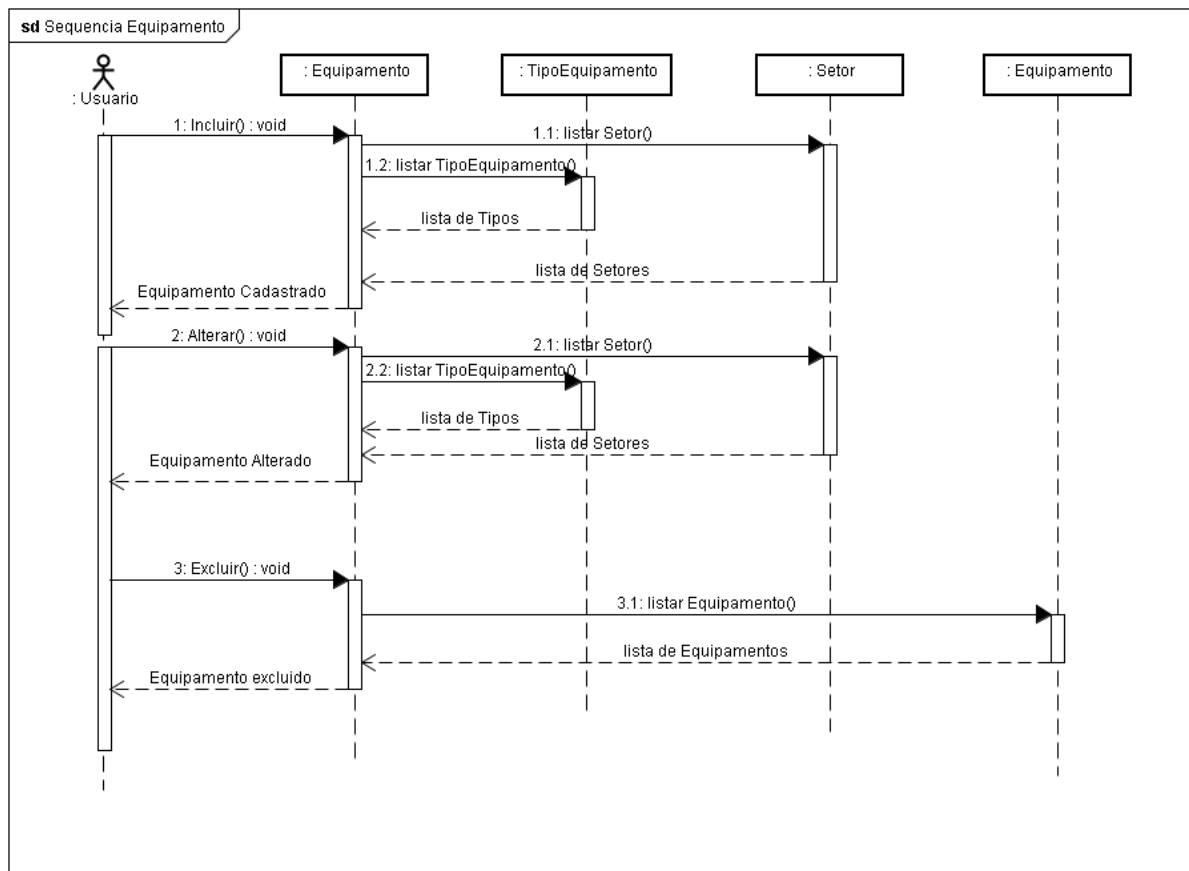 sd Sequencia Equipamento
: Usuario
: Equipamento
: TipoEquipamento
: Setor
: Equipamento
1: Incluir() : void
1.1: listar Setor()
1.2: listar TipoEquipamento()
lista de Tipos
lista de Setores
Equipamento Cadastrado
2: Alterar() : void
2.1: listar Setor()
2.2: listar TipoEquipamento()
lista de Tipos
lista de Setores
Equipamento Alterado
3: Excluir() : void
3.1: listar Equipamento()
lista de Equipamentos
Equipamento excluido